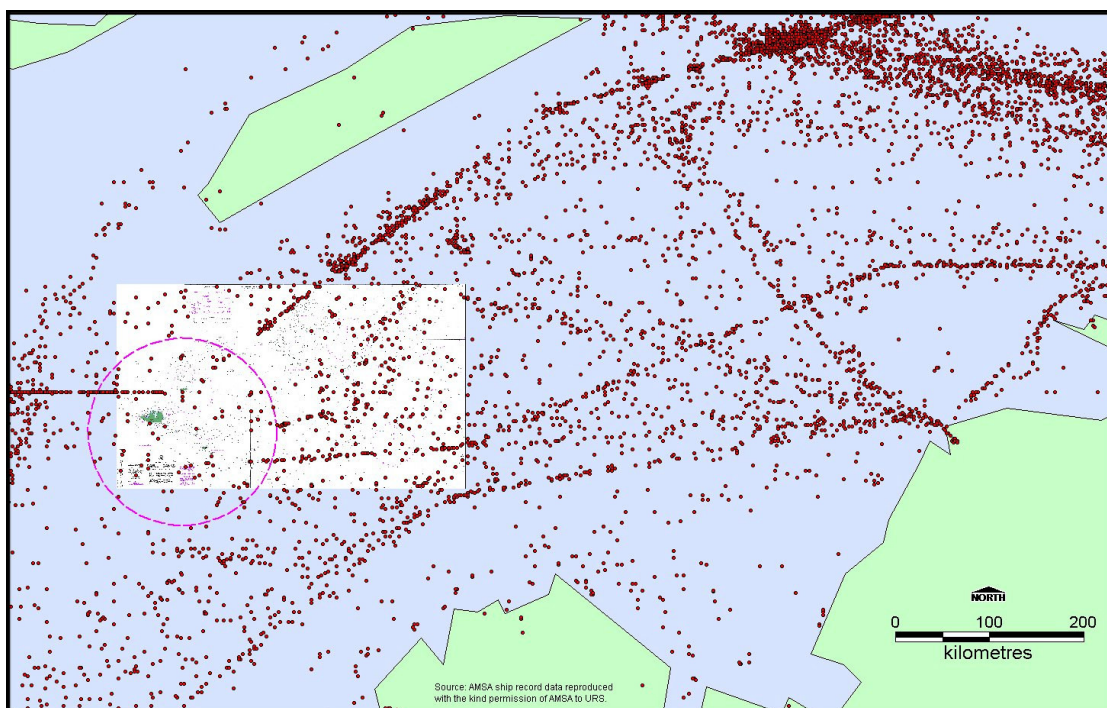 NORTH
0 100 200
kilometres
Source: AMSA ship record data reproduced
with the kind permission of AMSA to URS.